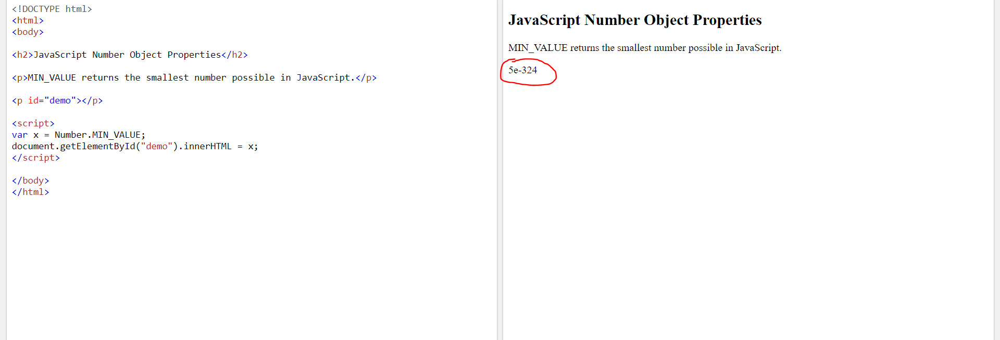 <!DOCTYPE html>
<html>
<body>
<h2>JavaScript Number Object Properties</h2>
<p>MIN_VALUE returns the smallest number possible in JavaScript.</p>
<p id="demo"></p>
<script>
var x = Number.MIN_VALUE;
document.getElementById("demo").innerHTML = x;
</script>
</body>
</html>
JavaScript Number Object Properties
MIN_VALUE returns the smallest number possible in JavaScript.
5e-324